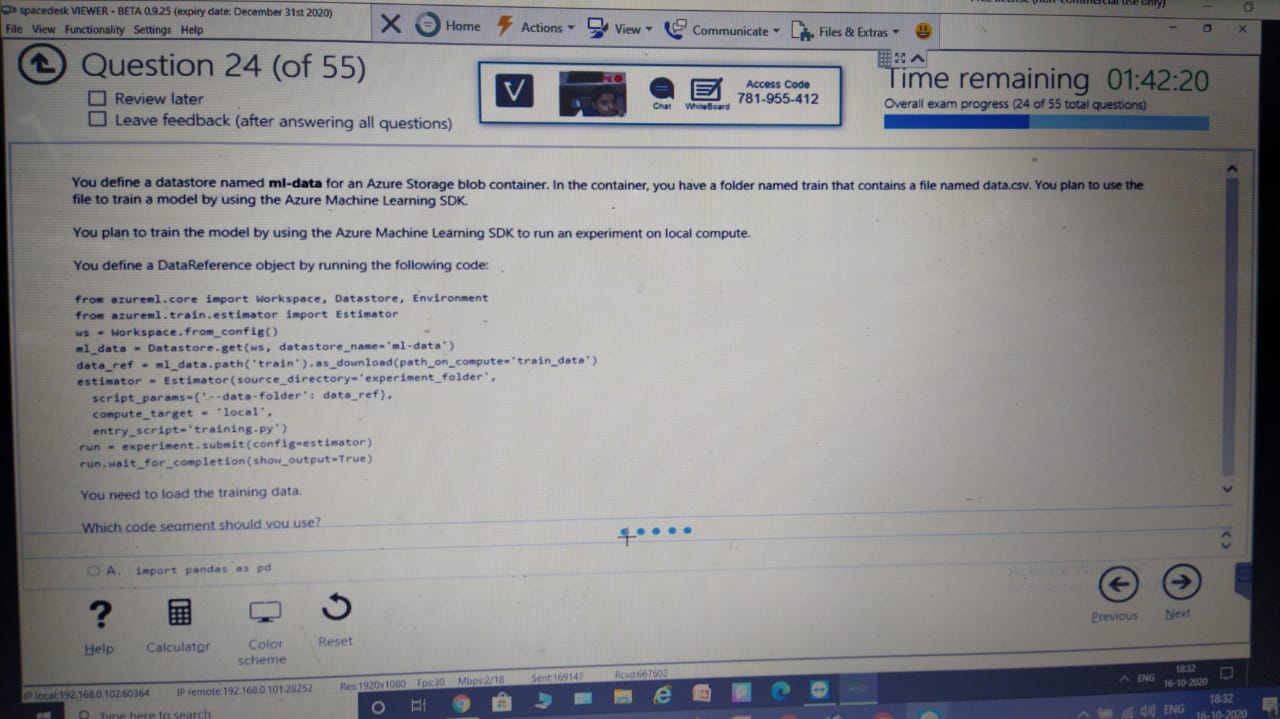 spacedesk VIEWER - BETA 0.9.25 (expiry date: December 31st 2020)
File View Functionality Settings Help
Home Actions View Communicate Files & Extras
Question 24 (of 55)
Review later
Leave feedback (after answering all questions)
V
Chat WhiteBoard
Access Code
781-955-412
Time remaining 01:42:20
Overall exam progress (24 of 55 total questions)
You define a datastore named ml-data for an Azure Storage blob container. In the container, you have a folder named train that contains a file named data.csv. You plan to use the
file to train a model by using the Azure Machine Learning SDK.
You plan to train the model by using the Azure Machine Learning SDK to run an experiment on local compute.
You define a DataReference object by running the following code:
from azureml.core import Workspace, Datastore, Environment
from azureml.train.estimator import Estimator
ws = Workspace.from_config()
ml_data = Datastore.get(ws, datastore_name='ml-data')
data_ref = ml_data.path('train').as_download(path_on_compute='train_data')
estimator = Estimator(source_directory='experiment_folder',
script_params={'--data-folder': data_ref},
compute_target = 'local',
entry_script='training.py')
run = experiment.submit(config=estimator)
run.wait_for_completion(show_output=True)
You need to load the training data.
Which code segment should you use?
A. import pandas as pd
Activate
Previous Next
? Help Calculator Color scheme Reset
IP local:192.168.0.102:60364 IP remote:192.168.0.101:28252 Res:1920x1080 Fps:30 Mbps:2/18 Sent:169145 Rcvd:667602
ENG 18:32
16-10-2020
Type here to search
ENG 18:32
16-10-2020